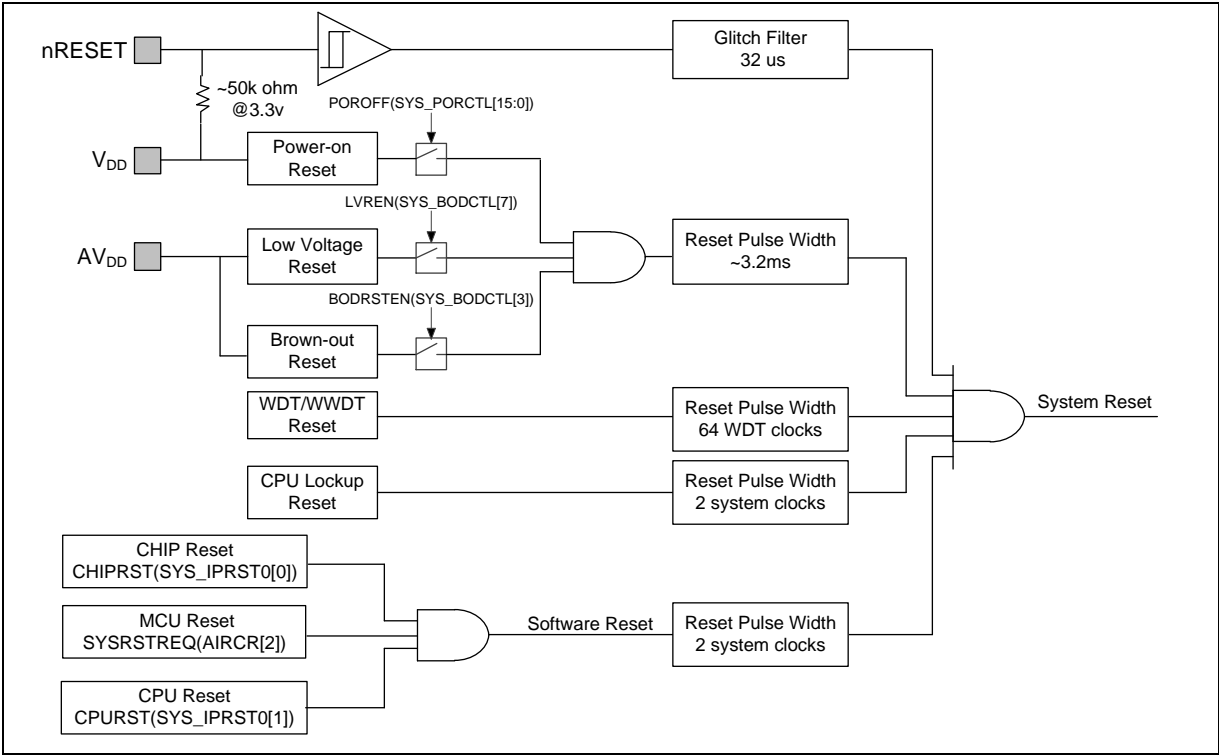 nRESET
Glitch Filter
32 us
~50k ohm
@3.3v
POROFF(SYS_PORCTL[15:0])
VDD
Power-on
Reset
LVREN(SYS_BODCTL[7])
AVDD
Low Voltage
Reset
Reset Pulse Width
~3.2ms
BODRSTEN(SYS_BODCTL[3])
Brown-out
Reset
WDT/WWDT
Reset
Reset Pulse Width
64 WDT clocks
System Reset
CPU Lockup
Reset
Reset Pulse Width
2 system clocks
CHIP Reset
CHIPRST(SYS_IPRST0[0])
MCU Reset
SYSRSTREQ(AIRCR[2])
Software Reset
Reset Pulse Width
2 system clocks
CPU Reset
CPURST(SYS_IPRST0[1])